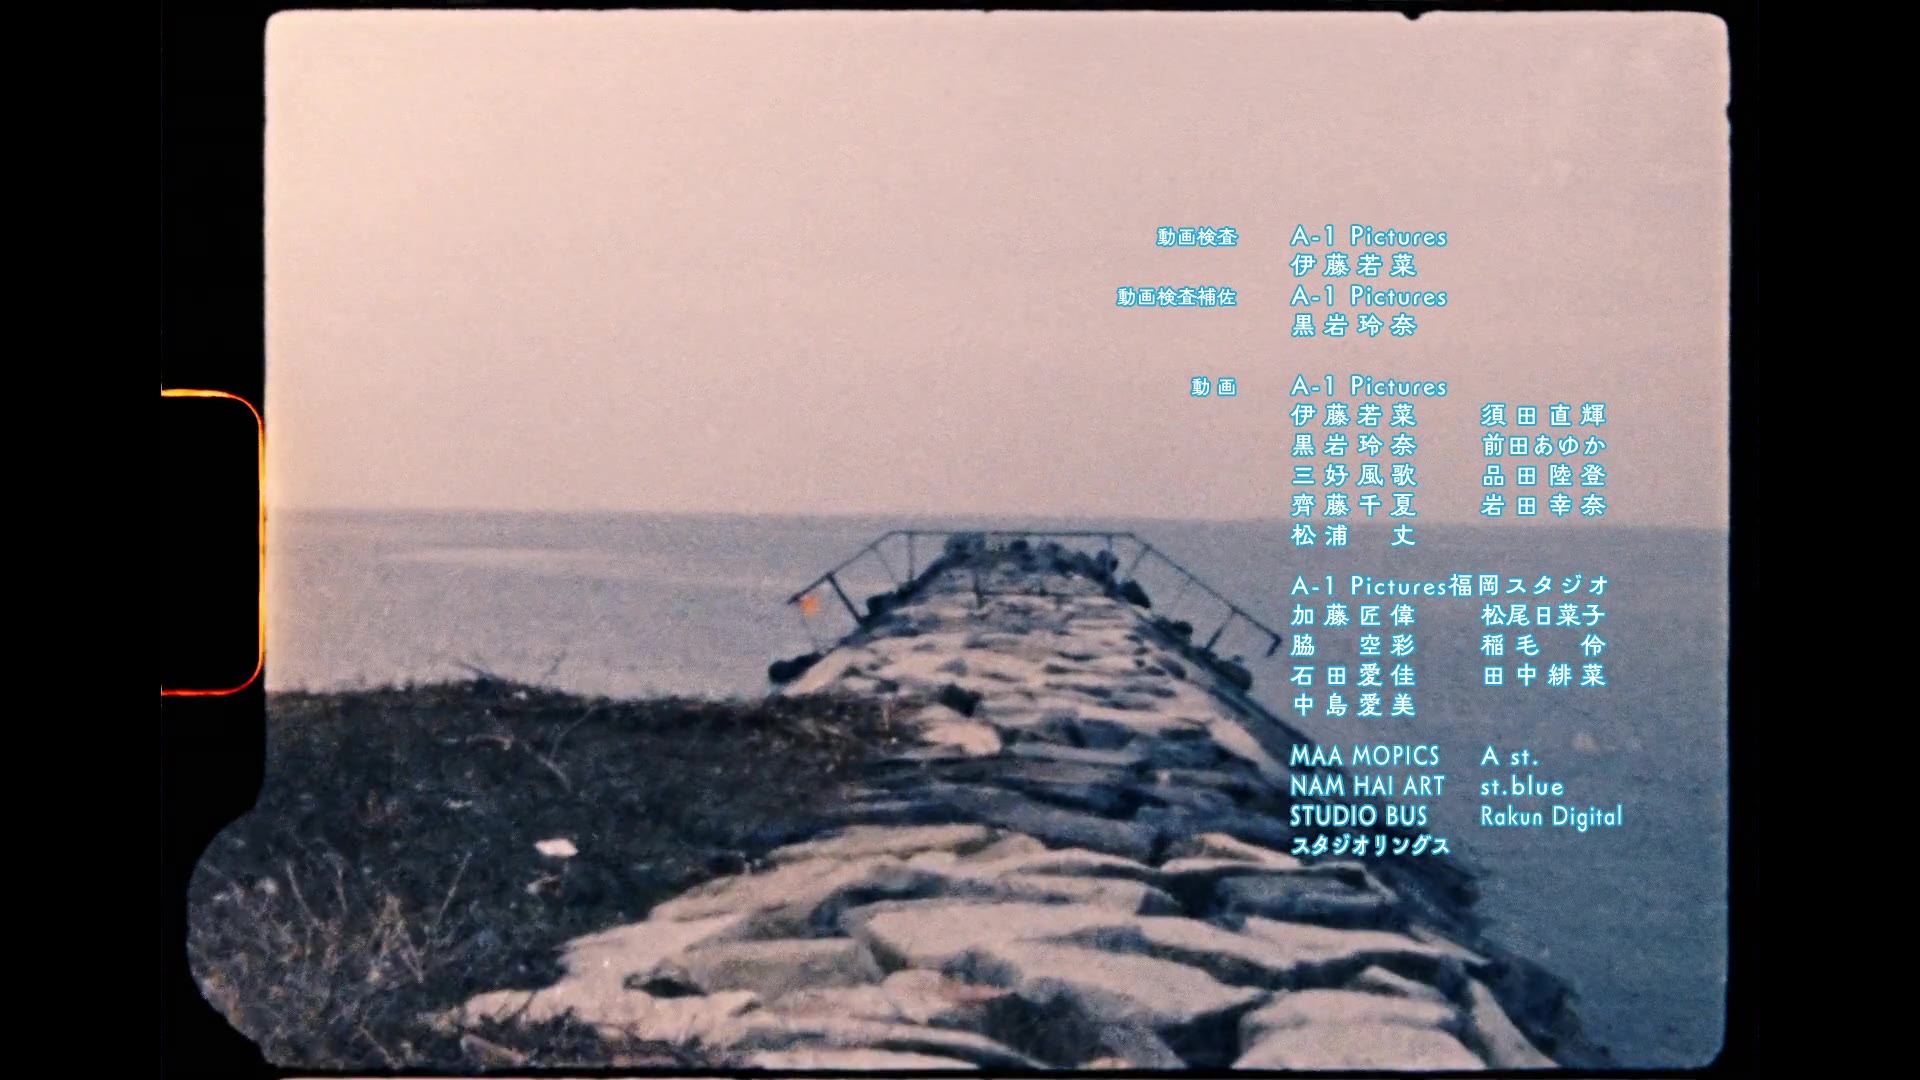 動画検査 A-1 Pictures
伊藤若菜
動画検査補佐 A-1 Pictures
黒岩玲奈
動画 A-1 Pictures
伊藤若菜 須田直輝
黒岩玲奈 前田あゆか
三好風歌 品田陸登
齊藤千夏 岩田幸奈
松浦 丈
A-1 Pictures福岡スタジオ
加藤匠偉 松尾日菜子
脇 空彩 稲毛 伶
石田愛佳 田中緋菜
中島愛美
MAA MOPICS A st.
NAM HAI ART st.blue
STUDIO BUS Rakun Digital
スタジオリングス